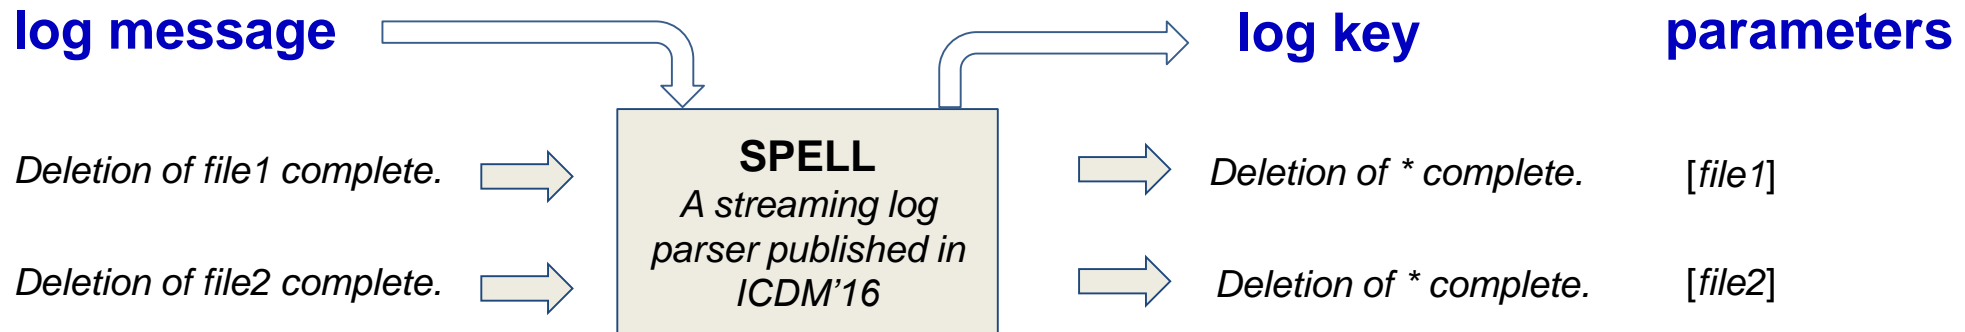 log message
log key
parameters
SPELL
A streaming log
parser published in
ICDM’16
Deletion of file1 complete.
Deletion of * complete.
[file1]
Deletion of file2 complete.
Deletion of * complete.
[file2]